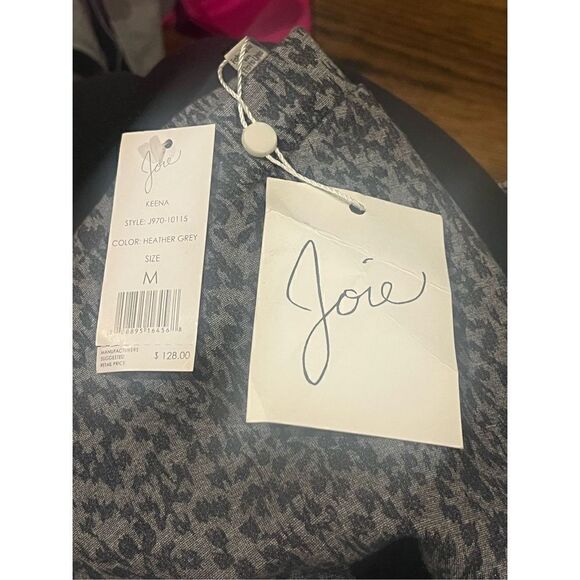 Joie
KEENA
STYLE: J970-10115
COLOR: HEATHER GREY
SIZE
M
MANUFACTURERS
SUGGESTED
RETAIL PRICE
$ 128.00
Joie